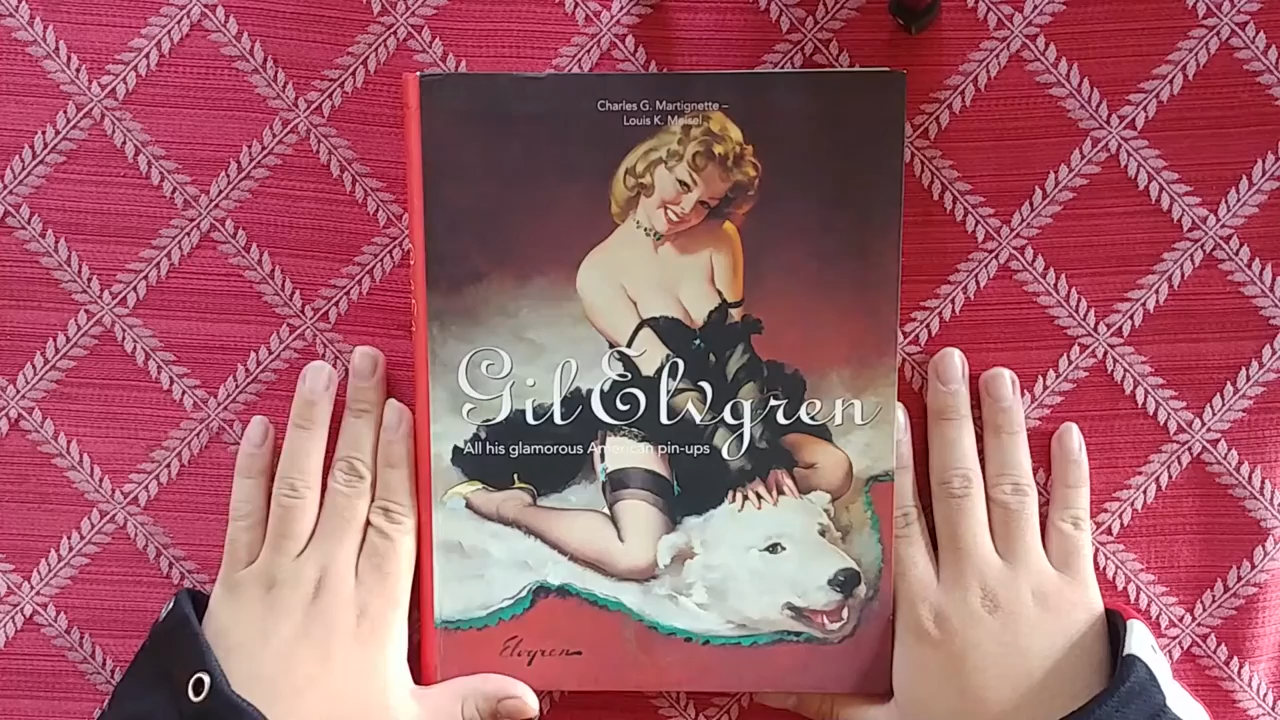 Charles G. Martignette –
Louis K. Meisel
Gil Elvgren
All his glamorous American pin-ups
Elvgren